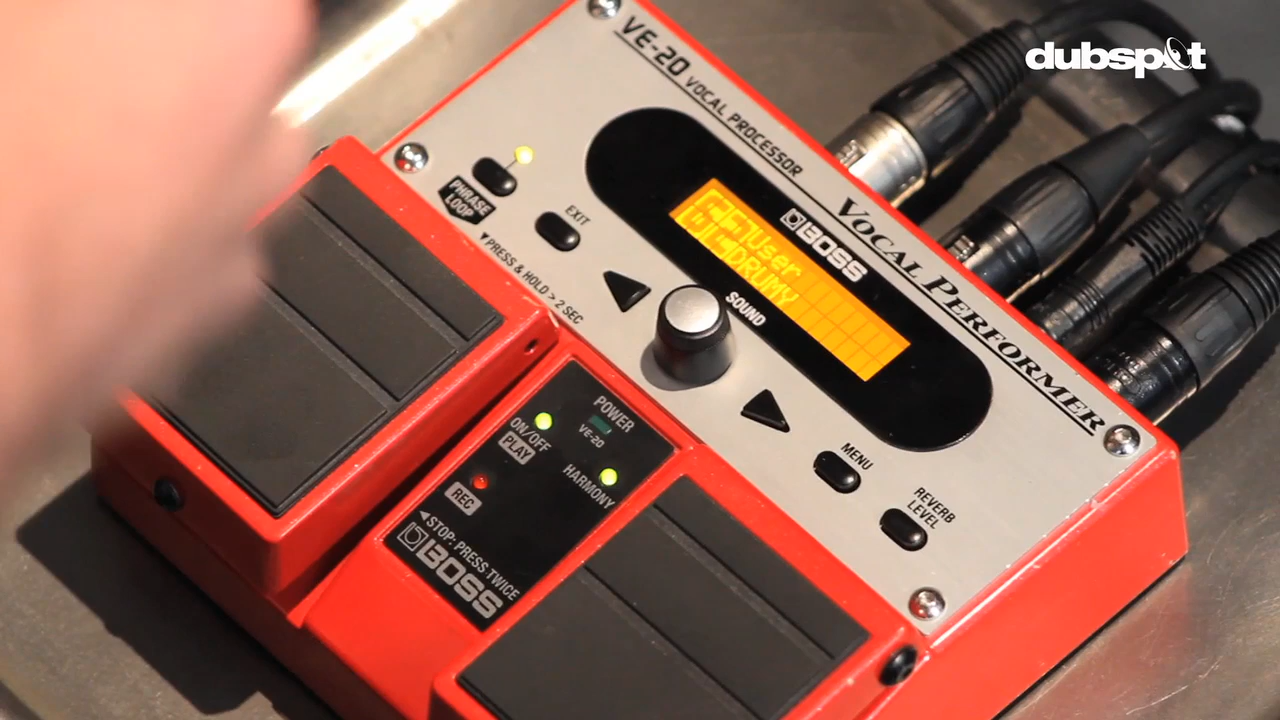 dubspot
VE-20 VOCAL PROCESSOR
VOCAL PERFORMER
BOSS
User
DRUMY
PHRASE
LOOP
EXIT
▼PRESS & HOLD > 2 SEC
SOUND
MENU
REVERB
LEVEL
POWER
VE-20
ON/OFF
PLAY
HARMONY
REC
◀STOP: PRESS TWICE
BOSS